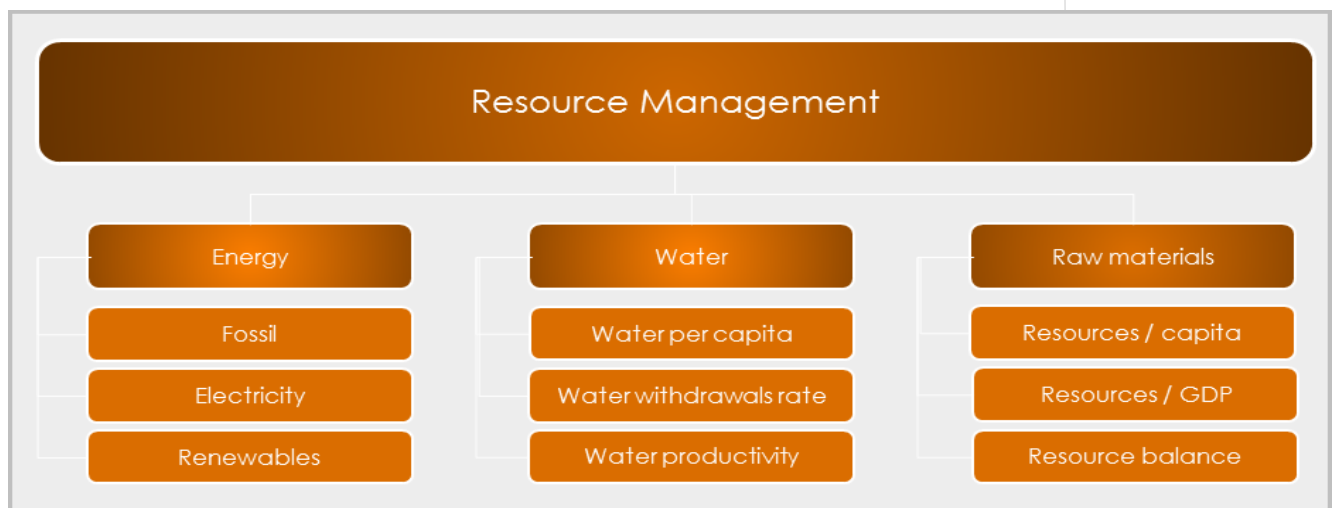 Resource Management
Energy
Fossil
Electricity
Renewables
Water
Water per capita
Water withdrawals rate
Water productivity
Raw materials
Resources / capita
Resources / GDP
Resource balance